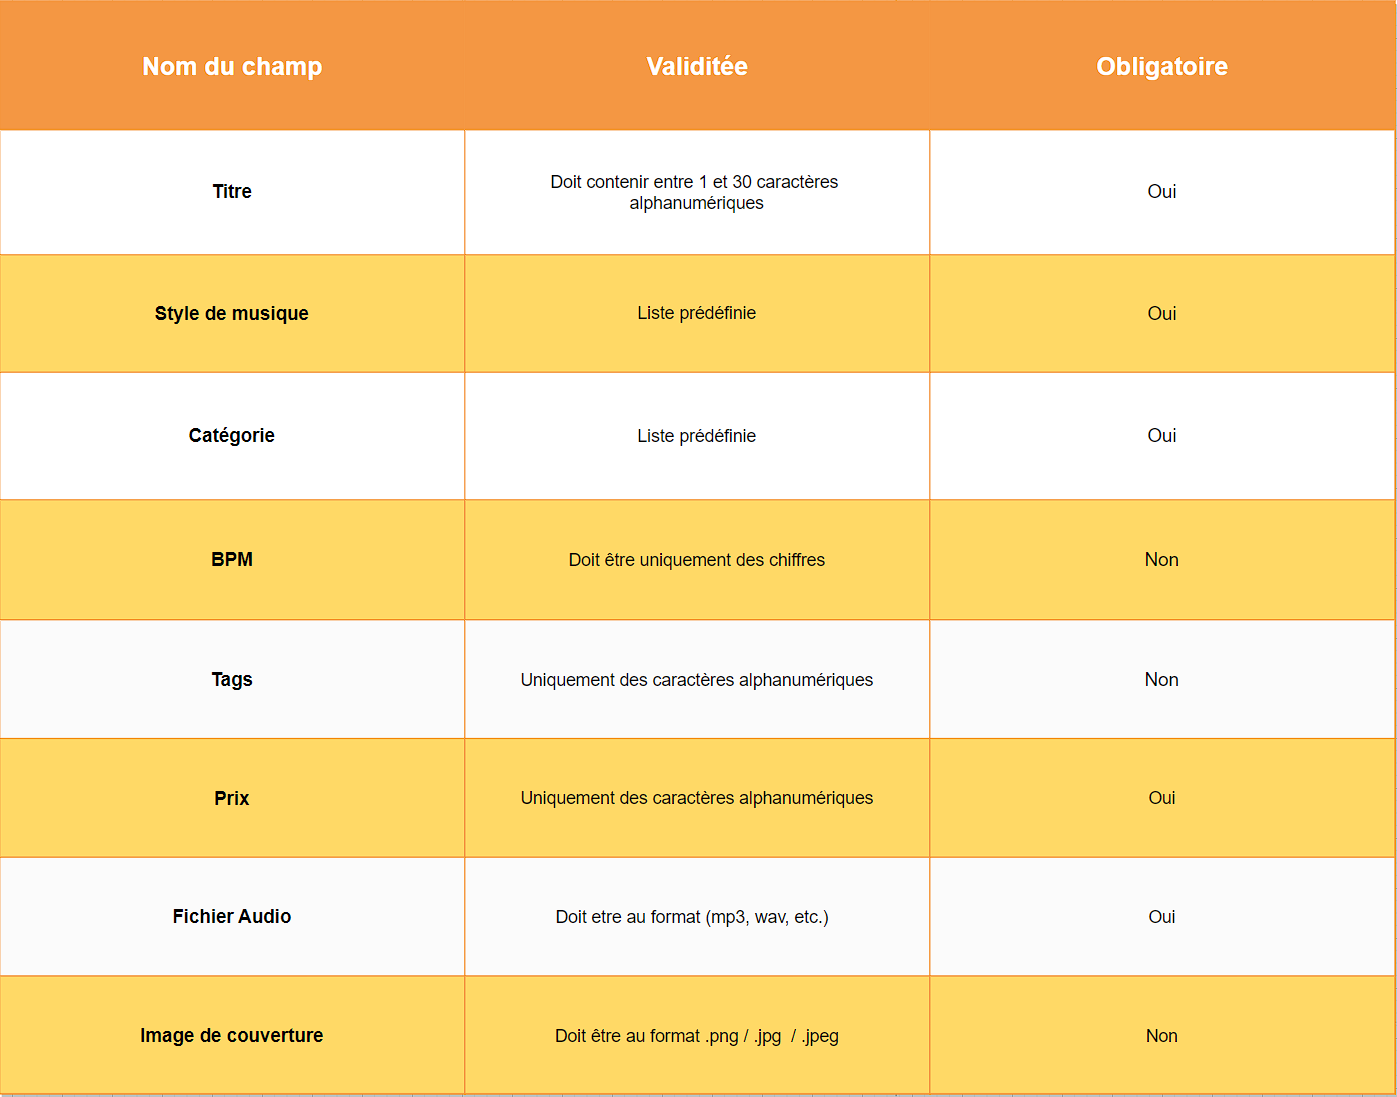 Nom du champ
Validitée
Obligatoire
Titre
Doit contenir entre 1 et 30 caractères
alphanumériques
Oui
Style de musique
Liste prédéfinie
Oui
Catégorie
Liste prédéfinie
Oui
BPM
Doit être uniquement des chiffres
Non
Tags
Uniquement des caractères alphanumériques
Non
Prix
Uniquement des caractères alphanumériques
Oui
Fichier Audio
Doit etre au format (mp3, wav, etc.)
Oui
Image de couverture
Doit être au format .png / .jpg / .jpeg
Non